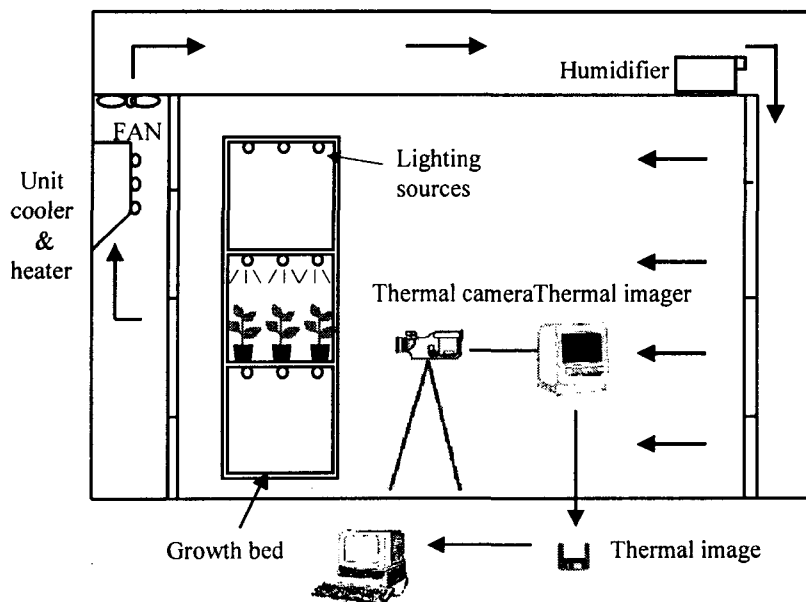 Humidifier
FAN
Unit
cooler
&
heater
Lighting
sources
Thermal cameraThermal imager
Growth bed
Thermal image